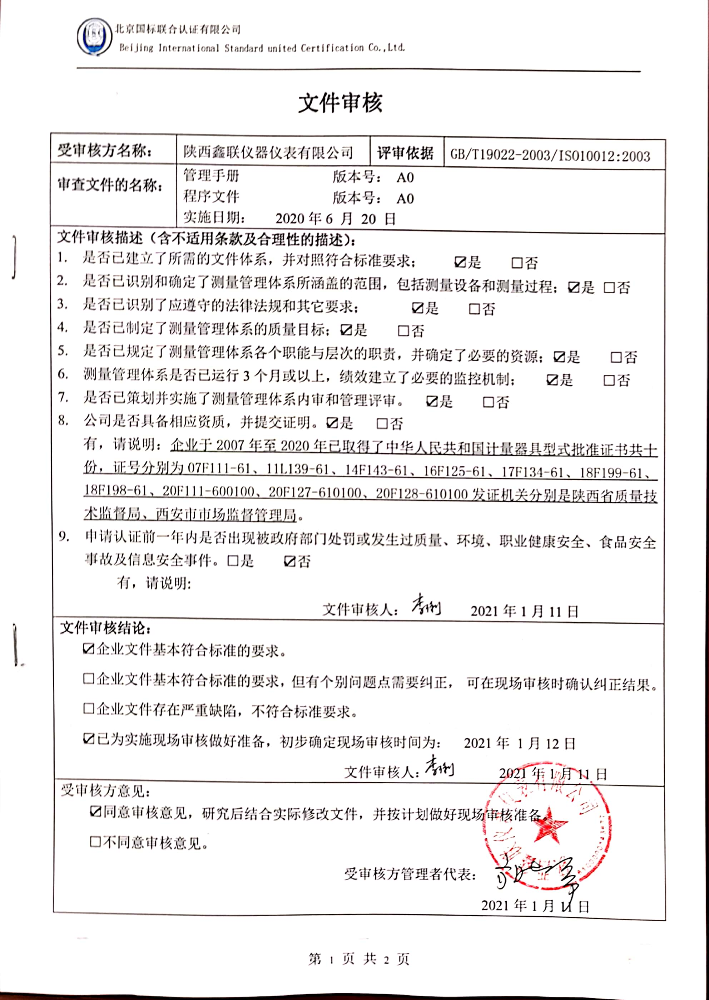 北京国标联合认证有限公司
Beijing International Standard united Certification Co.,Ltd.
文件审核
受审核方名称： 陕西鑫联仪器仪表有限公司 评审依据 GB/T19022-2003/ISO10012:2003
审查文件的名称： 管理手册 版本号： A0
程序文件 版本号： A0
实施日期： 2020 年 6 月 20 日
文件审核描述（含不适用条款及合理性的描述）：
1. 是否已建立了所需的文件体系，并对照符合标准要求； ☑是 □否
2. 是否已识别和确定了测量管理体系所涵盖的范围，包括测量设备和测量过程；☑是 □否
3. 是否已识别了应遵守的法律法规和其它要求； ☑是 □否
4. 是否已制定了测量管理体系的质量目标；☑是 □否
5. 是否已规定了测量管理体系各个职能与层次的职责，并确定了必要的资源；☑是 □否
6. 测量管理体系是否已运行 3 个月或以上，绩效建立了必要的监控机制； ☑是 □否
7. 是否已策划并实施了测量管理体系内审和管理评审。 ☑是 □否
8. 公司是否具备相应资质，并提交证明。☑是 □否
有，请说明：企业于 2007 年至 2020 年已取得了中华人民共和国计量器具型式批准证书共十
份，证号分别为 07F111-61、11L139-61、14F143-61、16F125-61、17F134-61、18F199-61、
18F198-61、20F111-600100、20F127-610100、20F128-610100 发证机关分别是陕西省质量技
术监督局、西安市市场监督管理局。
9. 申请认证前一年内是否出现被政府部门处罚或发生过质量、环境、职业健康安全、食品安全
事故及信息安全事件。□是 ☑否
有，请说明:
文件审核人： 2021 年 1 月 11 日
文件审核结论：
☑企业文件基本符合标准的要求。
□企业文件基本符合标准的要求，但有个别问题点需要纠正， 可在现场审核时确认纠正结果。
□企业文件存在严重缺陷，不符合标准要求。
☑已为实施现场审核做好准备，初步确定现场审核时间为： 2021 年 1 月 12 日
文件审核人： 2021 年 1 月 11 日
受审核方意见：
☑同意审核意见，研究后结合实际修改文件，并按计划做好现场审核准备。
□不同意审核意见。
受审核方管理者代表：
2021 年 1 月 11 日
第 1 页 共 2 页